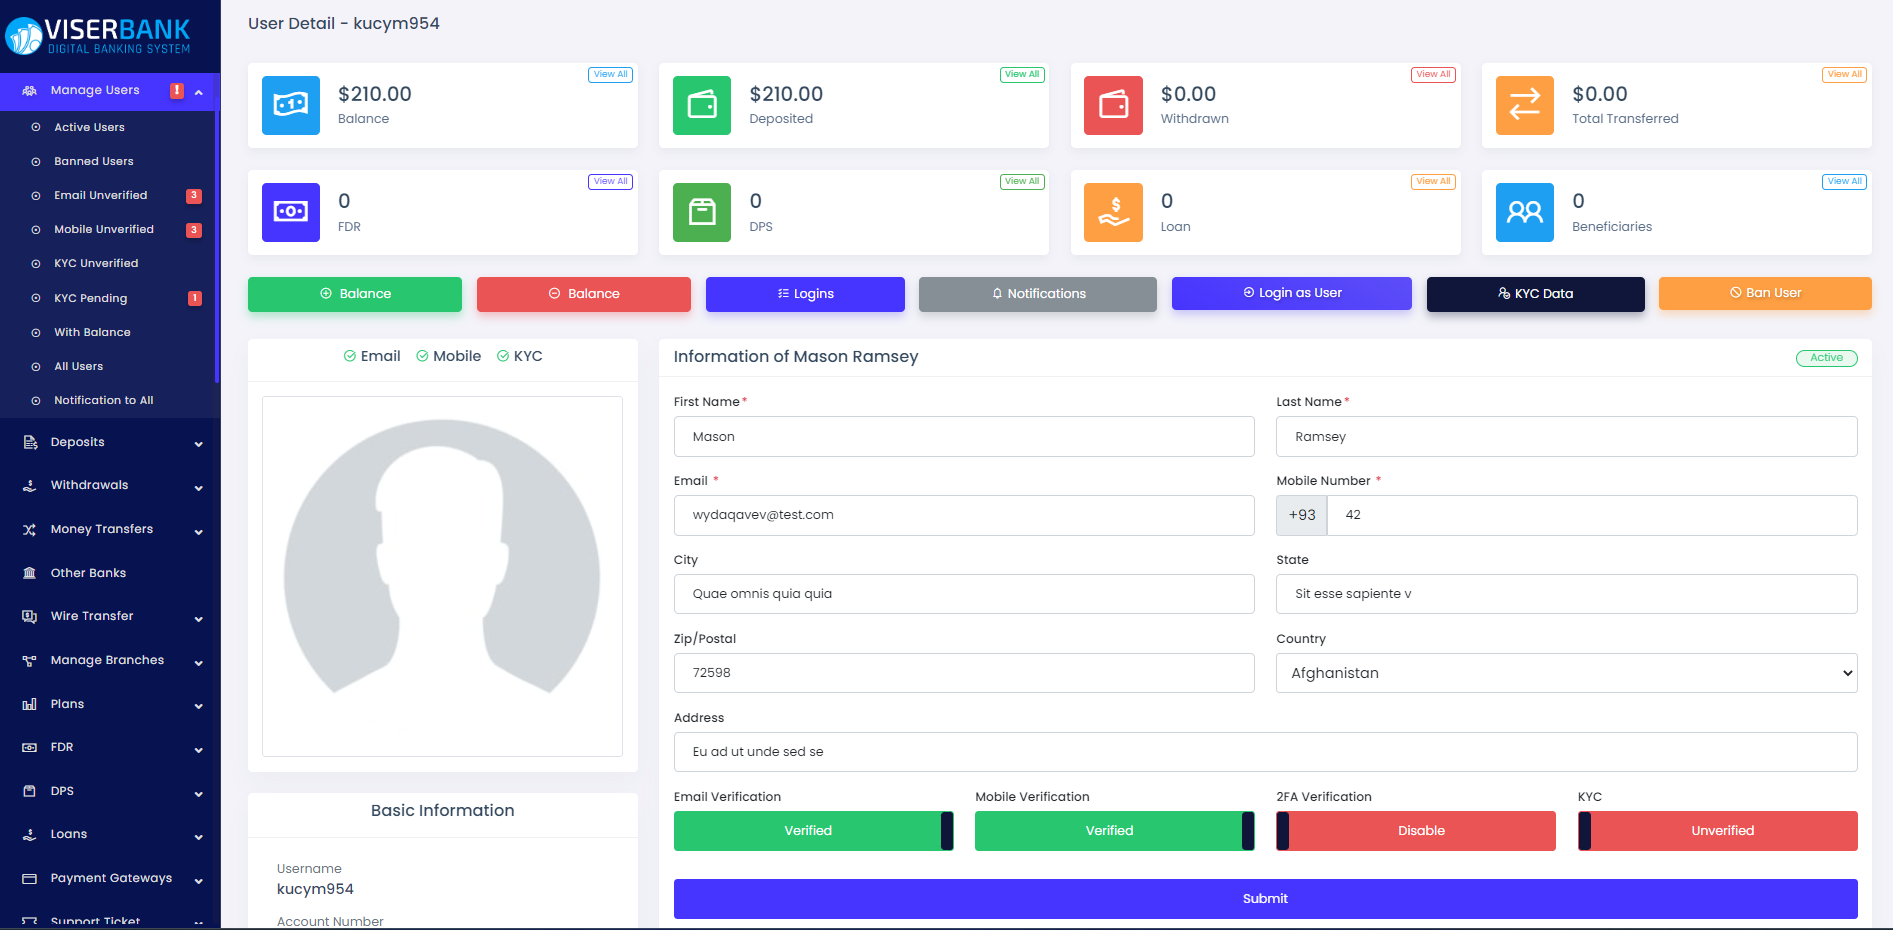 VISERBANK
DIGITAL BANKING SYSTEM
Manage Users !
Active Users
Banned Users
Email Unverified 3
Mobile Unverified 3
KYC Unverified
KYC Pending 1
With Balance
All Users
Notification to All
Deposits
Withdrawals
Money Transfers
Other Banks
Wire Transfer
Manage Branches
Plans
FDR
DPS
Loans
Payment Gateways
Support Ticket
User Detail - kucym954
View All
$210.00
Balance
View All
$210.00
Deposited
View All
$0.00
Withdrawn
View All
$0.00
Total Transferred
View All
0
FDR
View All
0
DPS
View All
0
Loan
View All
0
Beneficiaries
Balance
Balance
Logins
Notifications
Login as User
KYC Data
Ban User
Email Mobile KYC
Basic Information
Username
kucym954
Account Number
Information of Mason Ramsey
Active
First Name *
Mason
Last Name *
Ramsey
Email *
wydaqavev@test.com
Mobile Number *
+93 42
City
Quae omnis quia quia
State
Sit esse sapiente v
Zip/Postal
72598
Country
Afghanistan
Address
Eu ad ut unde sed se
Email Verification
Verified
Mobile Verification
Verified
2FA Verification
Disable
KYC
Unverified
Submit